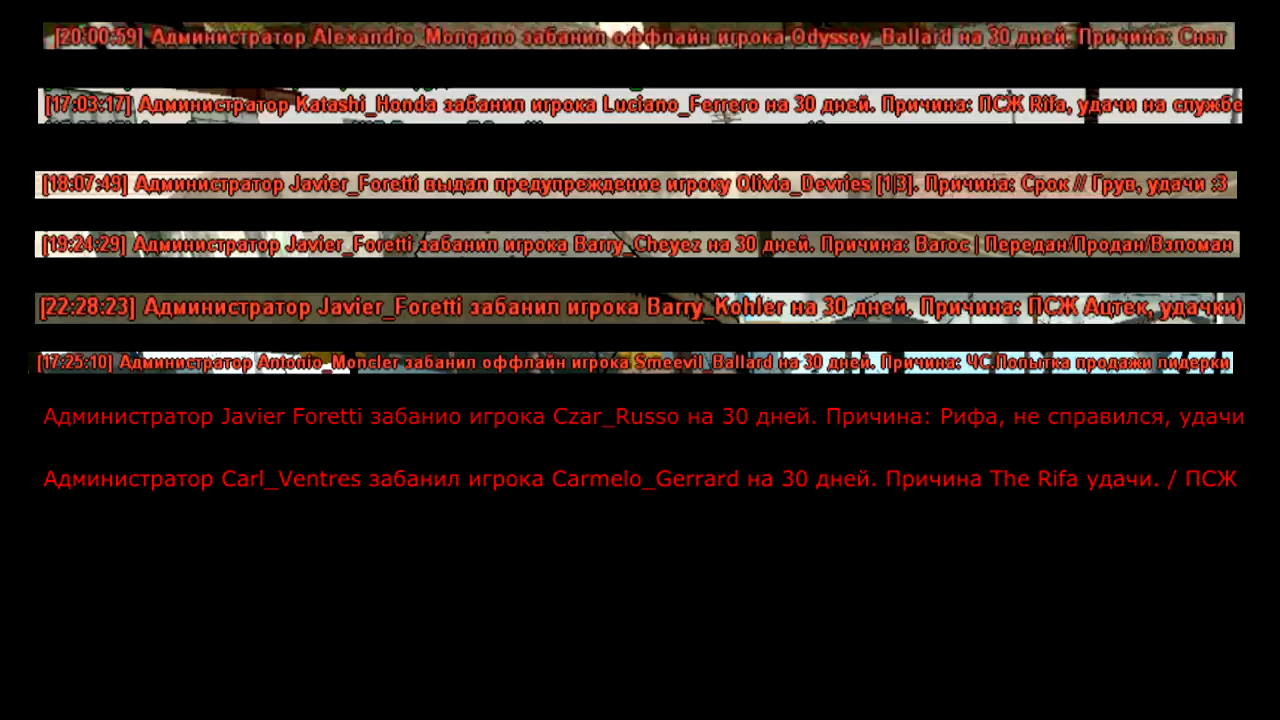 [20:00:59] Администратор Alexandro_Mongano забанил оффлайн игрока Odyssey_Ballard на 30 дней. Причина: Снят
[17:03:17] Администратор Katashi_Honda забанил игрока Luciano_Ferrero на 30 дней. Причина: ПСЖ Rifa, удачи на службе
[18:07:49] Администратор Javier_Foretti выдал предупреждение игроку Olivia_Devries [1|3]. Причина: Срок // Грув, удачи :3
[19:24:29] Администратор Javier_Foretti забанил игрока Barry_Cheyez на 30 дней. Причина: Вагос | Передан/Продан/Взломан
[22:28:23] Администратор Javier_Foretti забанил игрока Barry_Kohler на 30 дней. Причина: ПСЖ Ацтек, удачки)
[17:25:10] Администратор Antonio_Moncler забанил оффлайн игрока Smeevil_Ballard на 30 дней. Причина: ЧС.Попытка продажи лидерки
Администратор Javier Foretti забанио игрока Czar_Russo на 30 дней. Причина: Рифа, не справился, удачи
Администратор Carl_Ventres забанил игрока Carmelo_Gerrard на 30 дней. Причина The Rifa удачи. / ПСЖ